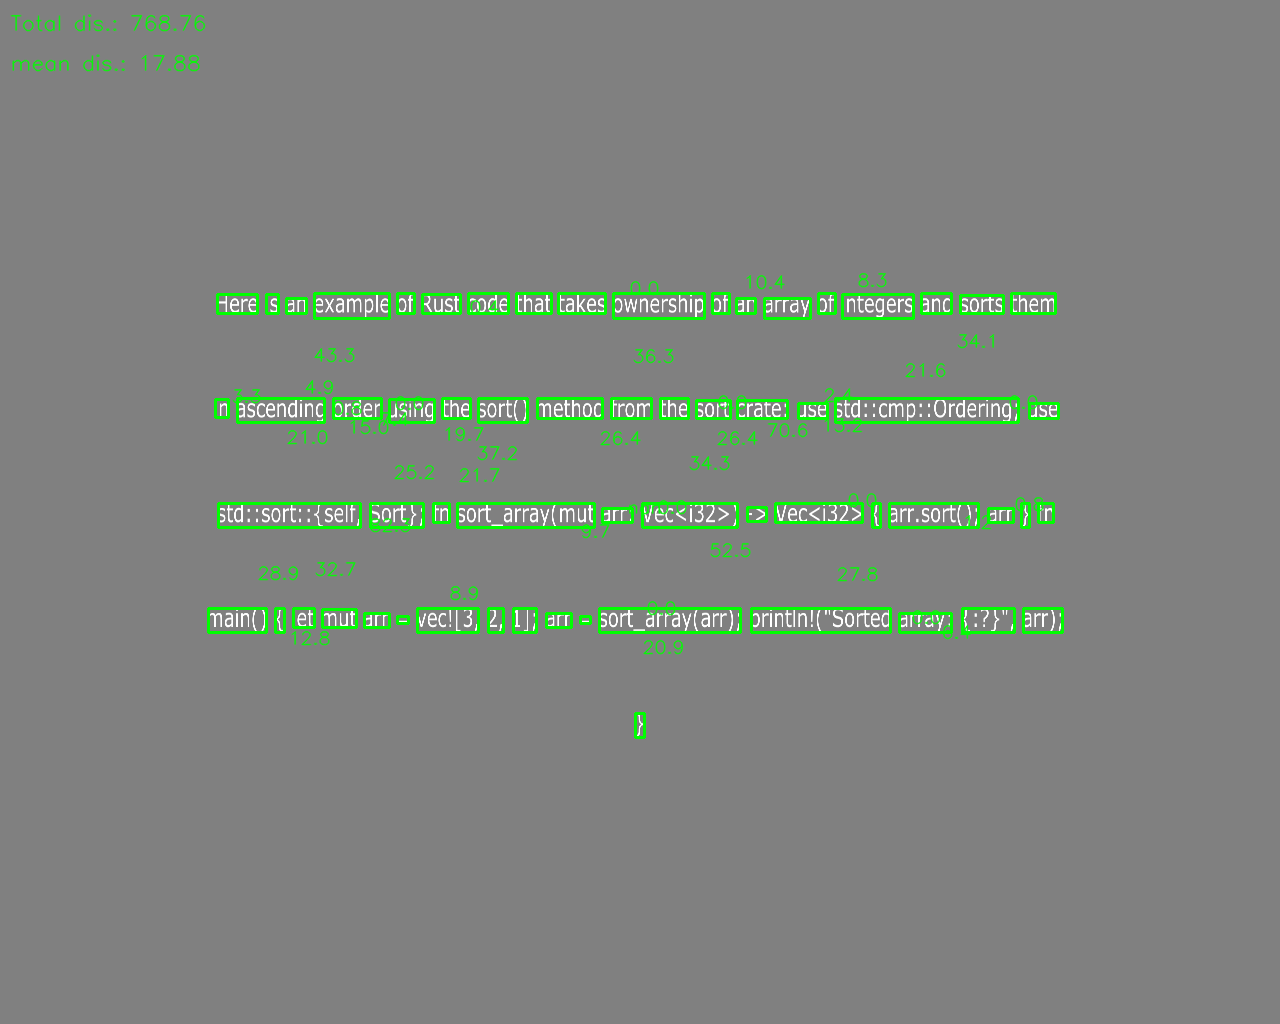 Total dis.: 768.76
mean dis.: 17.88
0.0 10.4 8.3
Here is an example of Rust code that takes ownership of an array of integers and sorts them
43.3 36.3 34.1
21.6
3.3 4.9 2.4
in ascending order using the sort() method from the sort crate: use std::cmp::Ordering; use
21.0 15.0 19.7 26.4 26.4 70.6 13.2
37.2 34.3
25.2 21.7
std::sort::{self, Sort}; fn sort_array(mut arr: Vec<i32>) -> Vec<i32> { arr.sort(); arr } fn
9.7 52.5
28.9 32.7 27.8
8.9
main() { let mut arr = vec![3, 2, 1]; arr = sort_array(arr); println!("Sorted array: {:?}", arr);
12.8 20.9
}